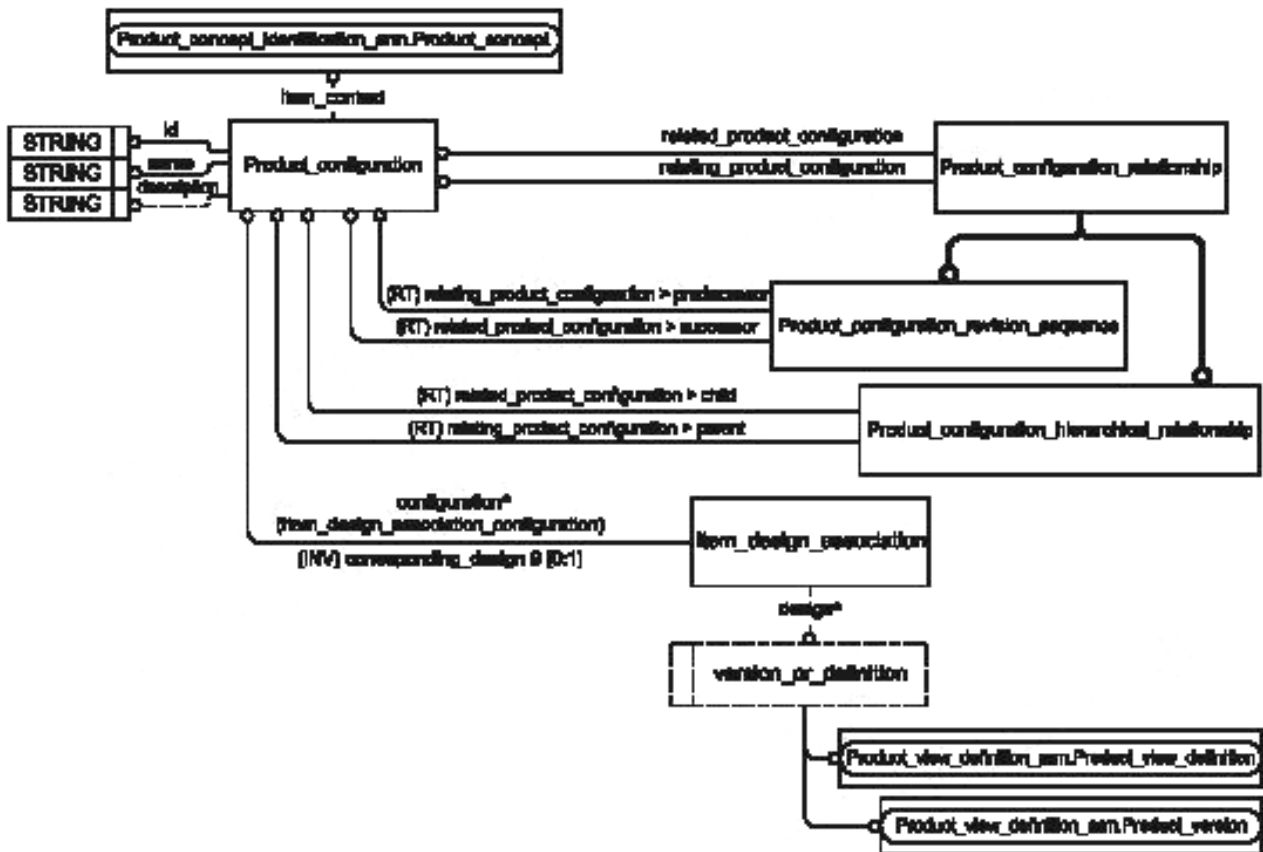 Product_concept_identification_arm.Product_concept
item_context
STRING
id
STRING
name
STRING
description
Product_configuration
related_product_configuration
relating_product_configuration
Product_configuration_relationship
(RT) relating_product_configuration > predecessor
(RT) related_product_configuration > successor
Product_configuration_revision_sequence
(RT) related_product_configuration > child
(RT) relating_product_configuration > parent
Product_configuration_hierarchical_relationship
configuration*
(item_design_association_configuration)
(INV) corresponding_design S [0:1]
Item_design_association
design*
version_or_definition
Product_view_definition_arm.Product_view_definition
Product_view_definition_arm.Product_version